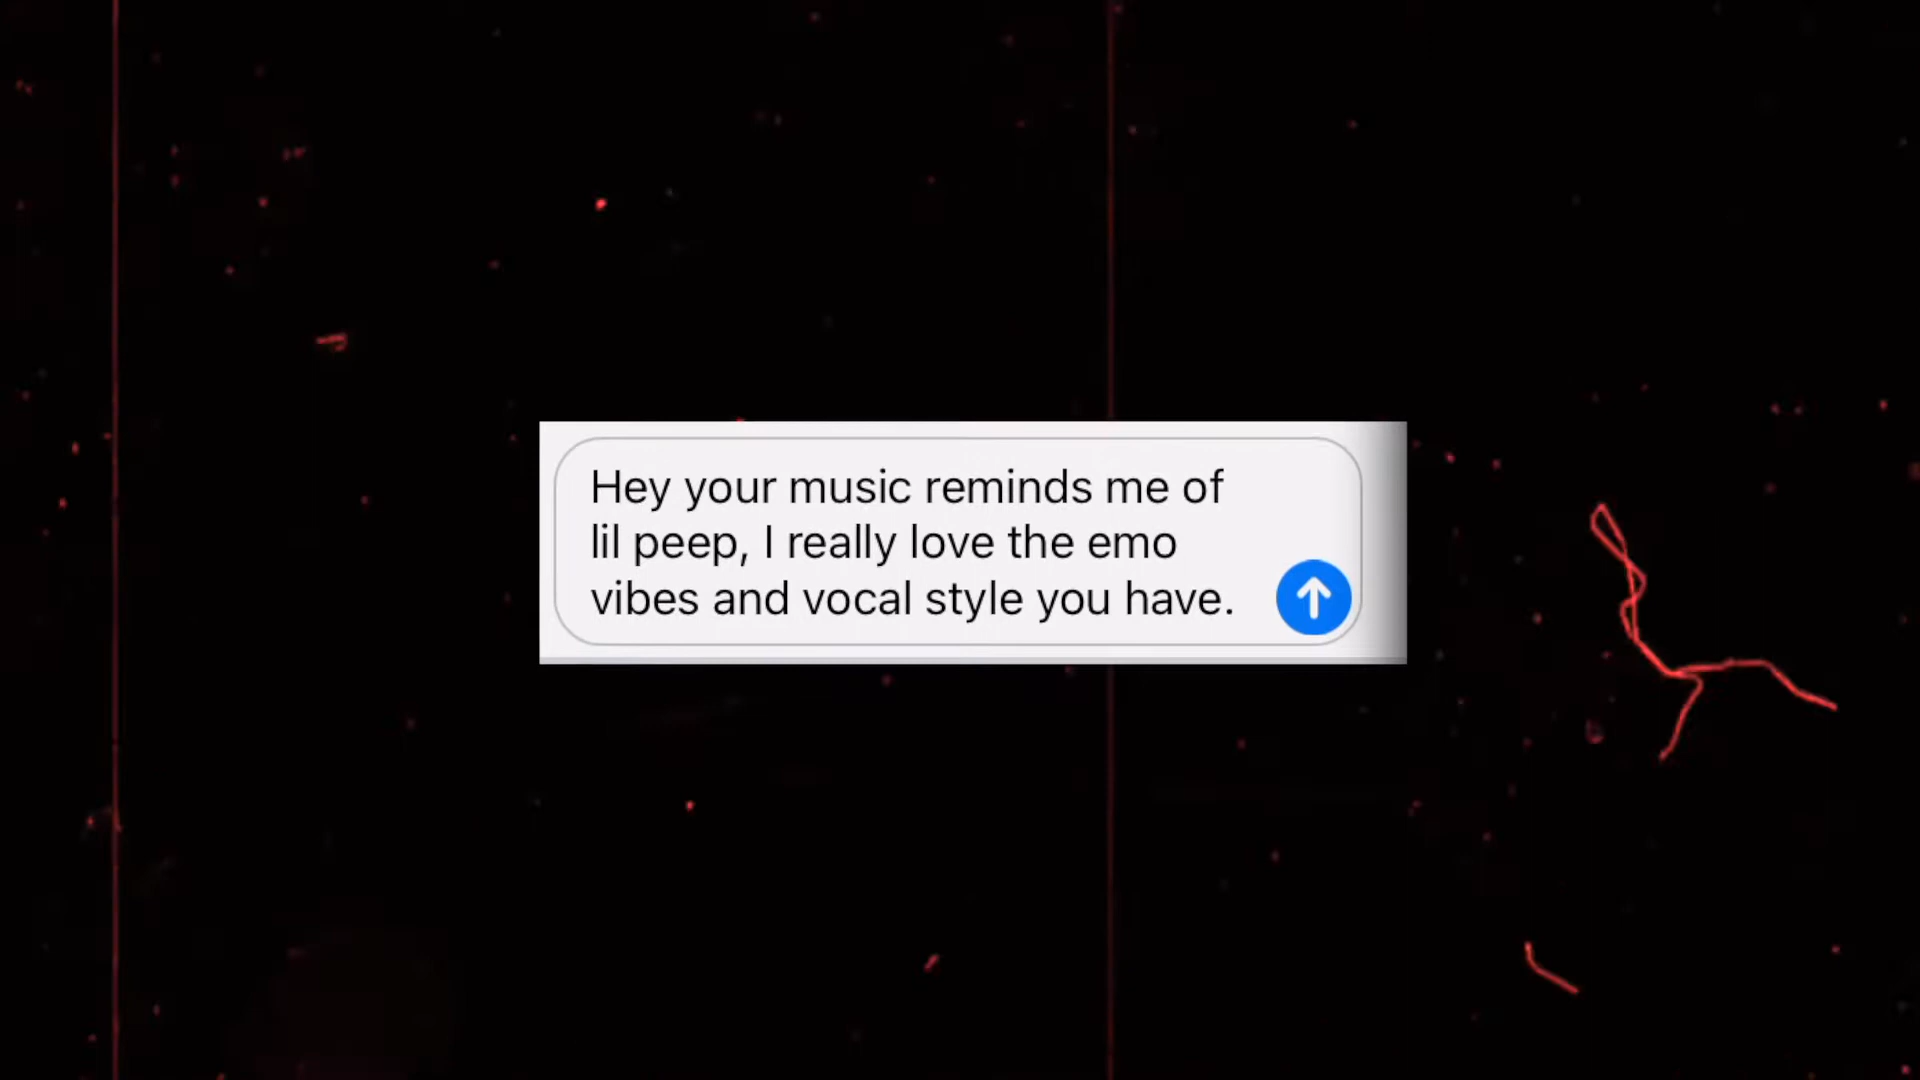 Hey your music reminds me of
lil peep, I really love the emo
vibes and vocal style you have.